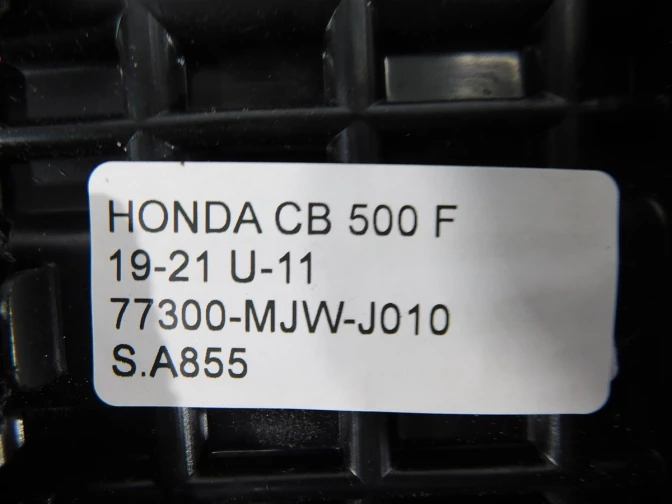 HONDA CB 500 F
19-21 U-11
77300-MJW-J010
S.A855